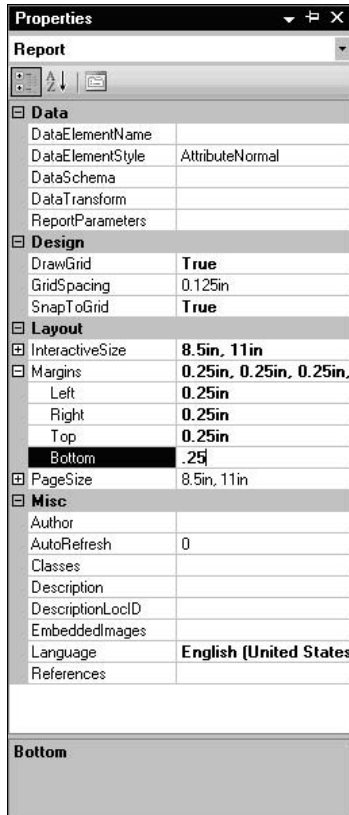 Properties
Report
A
Z
Data
DataElementName
DataElementStyle AttributeNormal
DataSchema
DataTransform
ReportParameters
Design
DrawGrid True
GridSpacing 0.125in
SnapToGrid True
Layout
InteractiveSize 8.5in, 11in
Margins 0.25in, 0.25in, 0.25in,
Left 0.25in
Right 0.25in
Top 0.25in
Bottom .25
PageSize 8.5in, 11in
Misc
Author
AutoRefresh 0
Classes
Description
DescriptionLocID
EmbeddedImages
Language English (United States
References
Bottom